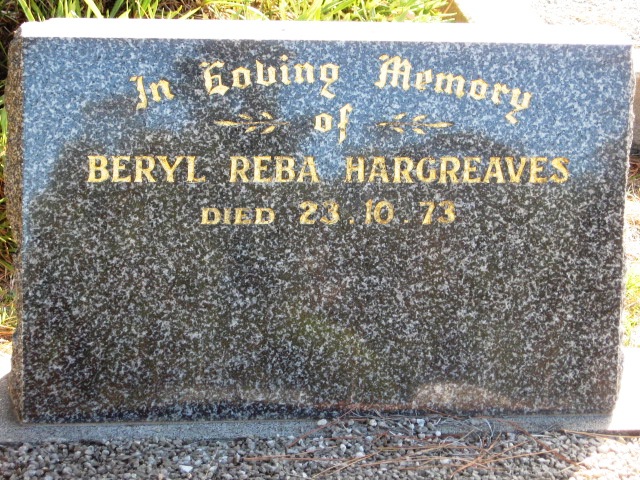 In Loving Memory
of
BERYL REBA HARGREAVES
DIED 23.10.73